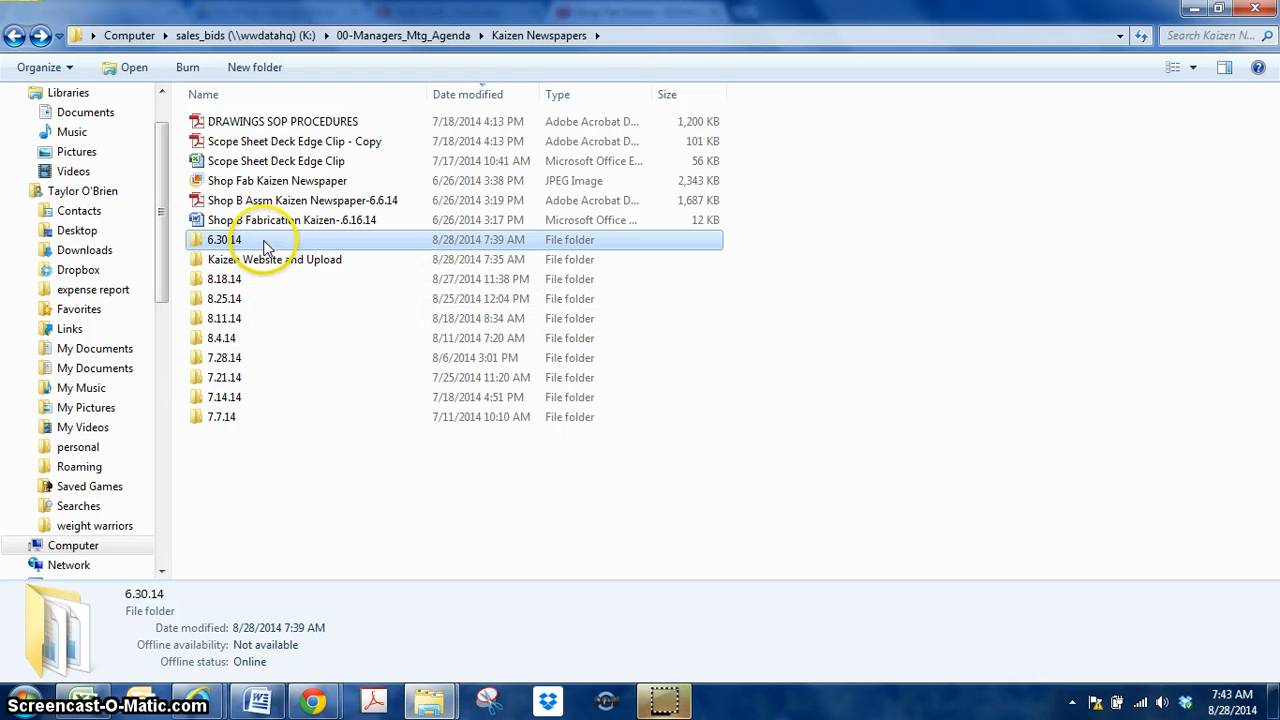 Computer ▸ sales_bids (\\wwdatahq) (K:) ▸ 00-Managers_Mtg_Agenda ▸ Kaizen Newspapers ▸
Search Kaizen N...
Organize Open Burn New folder
Name Date modified Type Size
DRAWINGS SOP PROCEDURES 7/18/2014 4:13 PM Adobe Acrobat D... 1,200 KB
Scope Sheet Deck Edge Clip - Copy 7/18/2014 4:13 PM Adobe Acrobat D... 101 KB
Scope Sheet Deck Edge Clip 7/17/2014 10:41 AM Microsoft Office E... 56 KB
Shop Fab Kaizen Newspaper 6/26/2014 3:38 PM JPEG Image 2,343 KB
Shop B Assm Kaizen Newspaper-6.6.14 6/26/2014 3:19 PM Adobe Acrobat D... 1,687 KB
Shop B Fabrication Kaizen-.6.16.14 6/26/2014 3:17 PM Microsoft Office ... 12 KB
6.30.14 8/28/2014 7:39 AM File folder
Kaizen Website and Upload 8/28/2014 7:35 AM File folder
8.18.14 8/27/2014 11:38 PM File folder
8.25.14 8/25/2014 12:04 PM File folder
8.11.14 8/18/2014 8:34 AM File folder
8.4.14 8/11/2014 7:20 AM File folder
7.28.14 8/6/2014 3:01 PM File folder
7.21.14 7/25/2014 11:20 AM File folder
7.14.14 7/18/2014 4:51 PM File folder
7.7.14 7/11/2014 10:10 AM File folder
Libraries
Documents
Music
Pictures
Videos
Taylor O'Brien
Contacts
Desktop
Downloads
Dropbox
expense report
Favorites
Links
My Documents
My Documents
My Music
My Pictures
My Videos
personal
Roaming
Saved Games
Searches
weight warriors
Computer
Network
6.30.14
File folder
Date modified: 8/28/2014 7:39 AM
Offline availability: Not available
Offline status: Online
Screencast-O-Matic.com
7:43 AM
8/28/2014